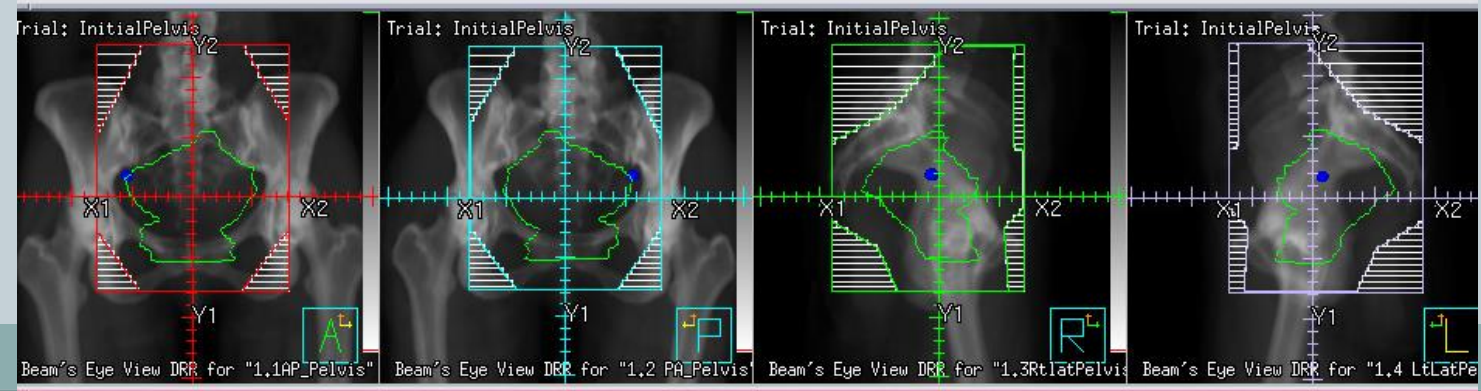 Trial: InitialPelvis
Y2
X1
X2
Y1
A
Beam's Eye View DRR for "1.1AP_Pelvis"
Trial: InitialPelvis
Y2
X1
X2
Y1
P
Beam's Eye View DRR for "1.2 PA_Pelvis"
Trial: InitialPelvis
Y2
X1
X2
Y1
R
Beam's Eye View DRR for "1.3RtlatPelvis
Trial: InitialPelvis
Y2
X1
X2
Y1
L
Beam's Eye View DRR for "1.4 LtLatPe